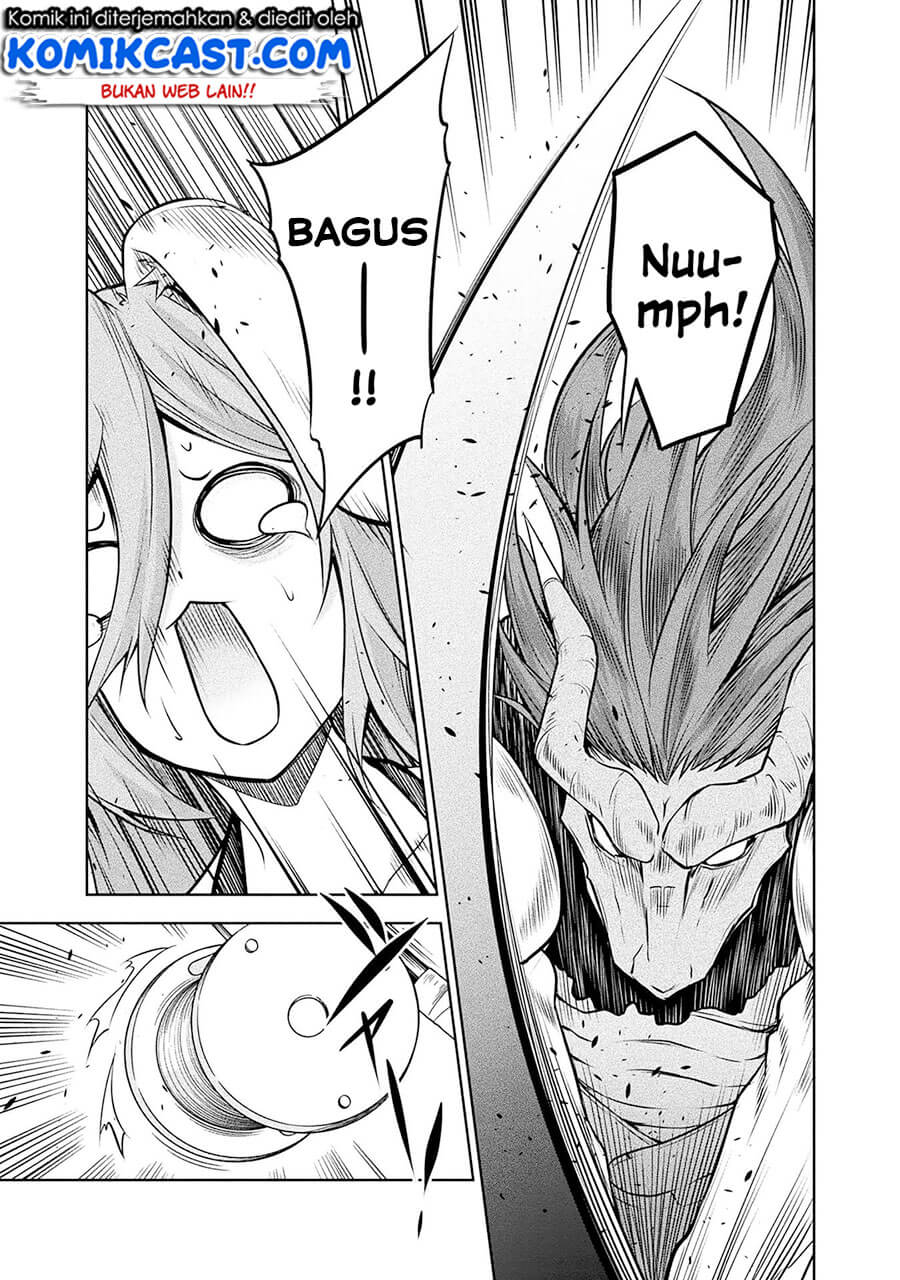 Komik ini diterjemahkan & diedit oleh
KOMIKCAST.COM
BUKAN WEB LAIN!!
Nuu-
mph!
BAGUS
—
!!